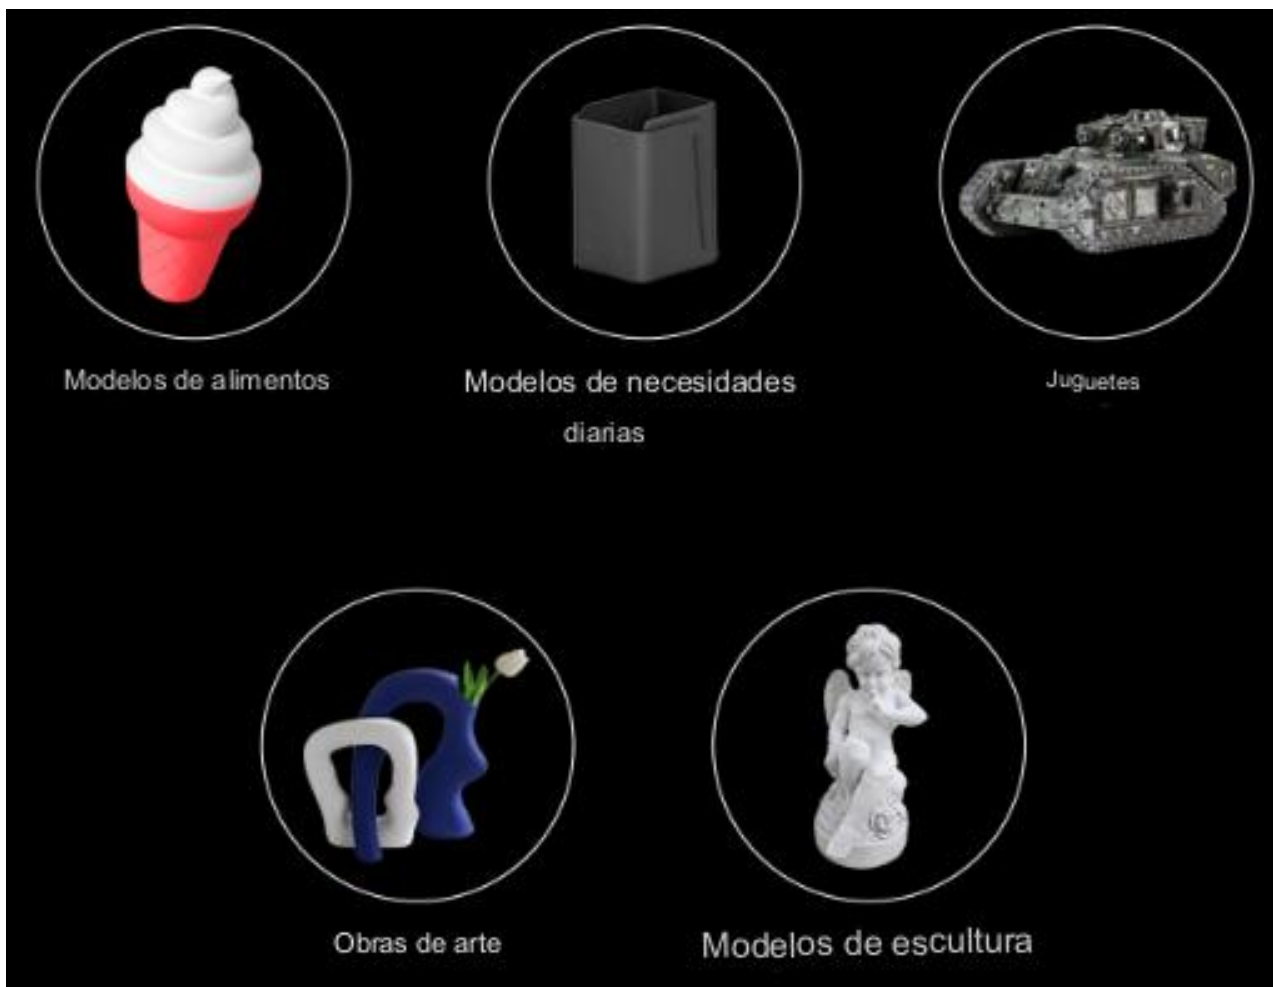 Modelos de alimentos
Modelos de necesidades
diarias
Juguetes
Obras de arte
Modelos de escultura